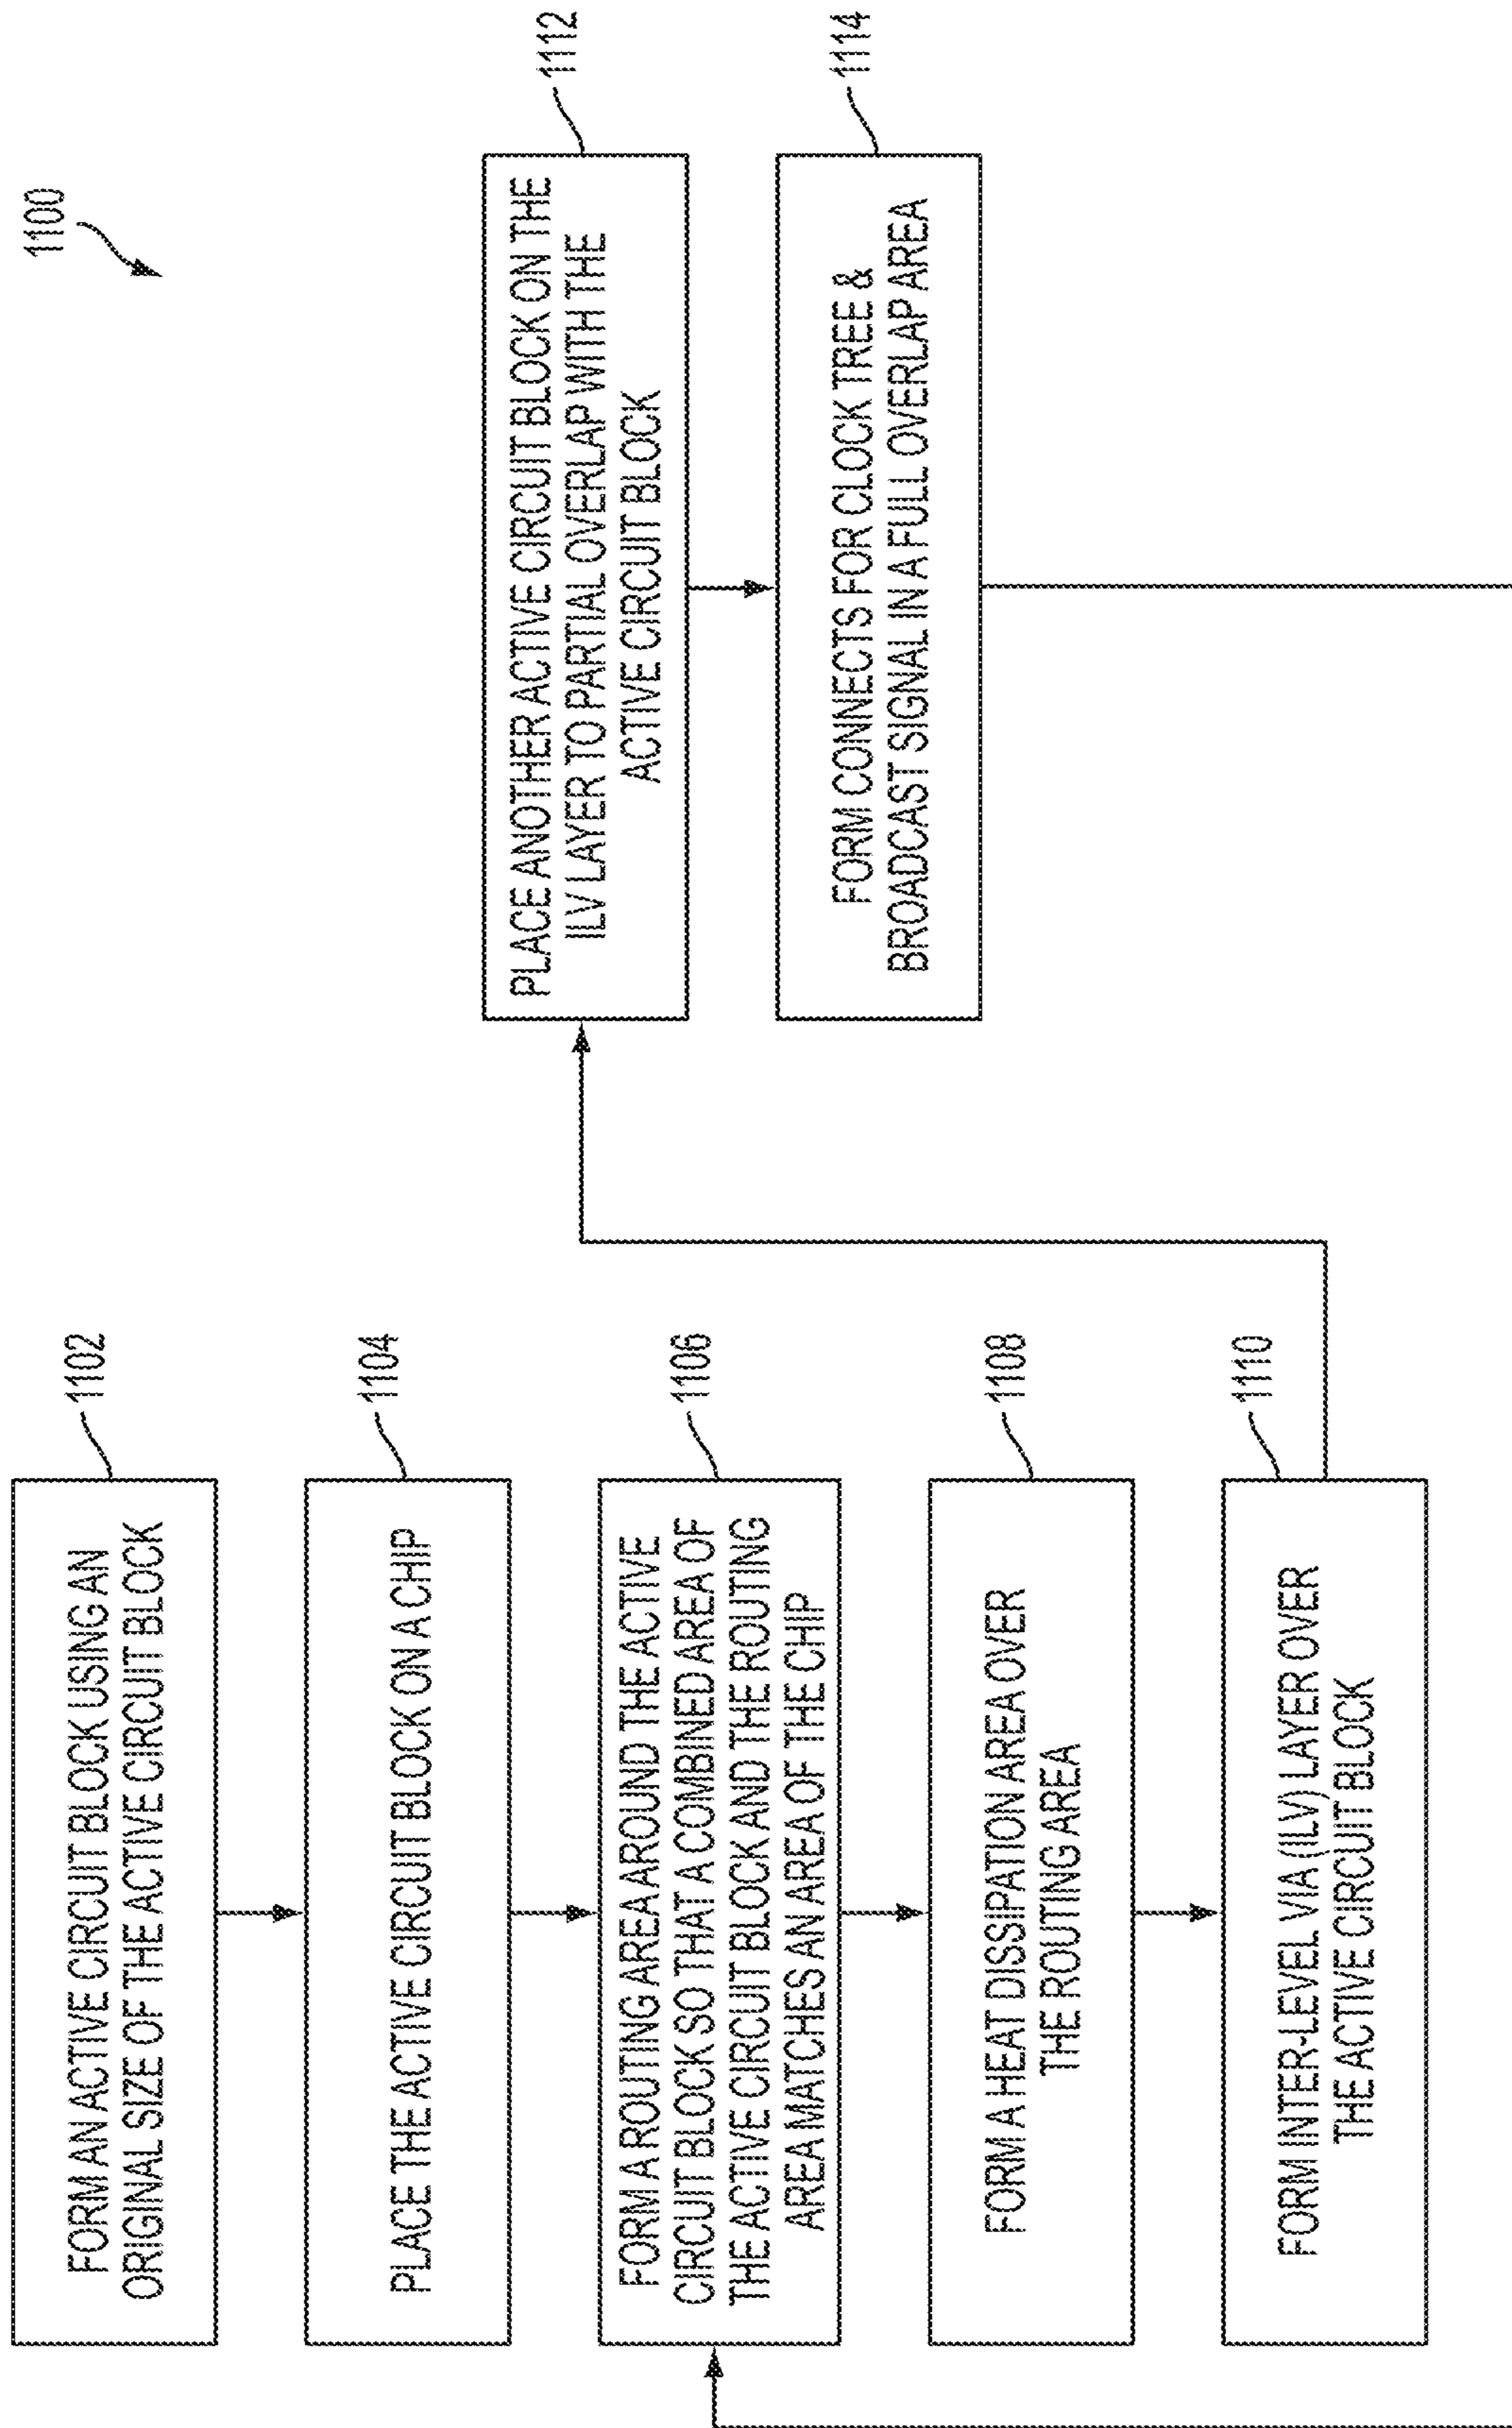 1100
FORM AN ACTIVE CIRCUIT BLOCK USING AN
ORIGINAL SIZE OF THE ACTIVE CIRCUIT BLOCK
1102
PLACE THE ACTIVE CIRCUIT BLOCK ON A CHIP
1104
FORM A ROUTING AREA AROUND THE ACTIVE
CIRCUIT BLOCK SO THAT A COMBINED AREA OF
THE ACTIVE CIRCUIT BLOCK AND THE ROUTING
AREA MATCHES AN AREA OF THE CHIP
1106
FORM A HEAT DISSIPATION AREA OVER
THE ROUTING AREA
1108
FORM INTER-LEVEL VIA (ILV) LAYER OVER
THE ACTIVE CIRCUIT BLOCK
1110
PLACE ANOTHER ACTIVE CIRCUIT BLOCK ON THE
ILV LAYER TO PARTIAL OVERLAP WITH THE
ACTIVE CIRCUIT BLOCK
1112
FORM CONNECTS FOR CLOCK TREE &
BROADCAST SIGNAL IN A FULL OVERLAP AREA
1114